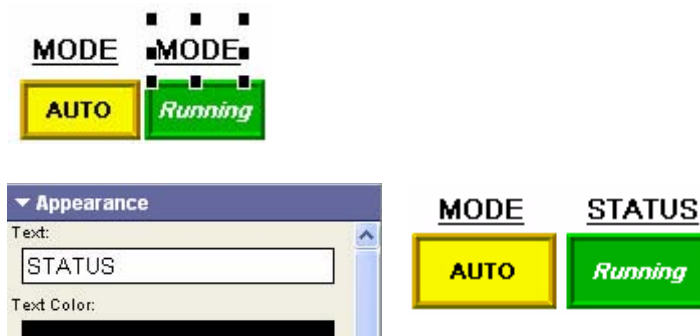 MODE MODE
AUTO Running
Appearance
Text:
STATUS
Text Color:
MODE STATUS
AUTO Running